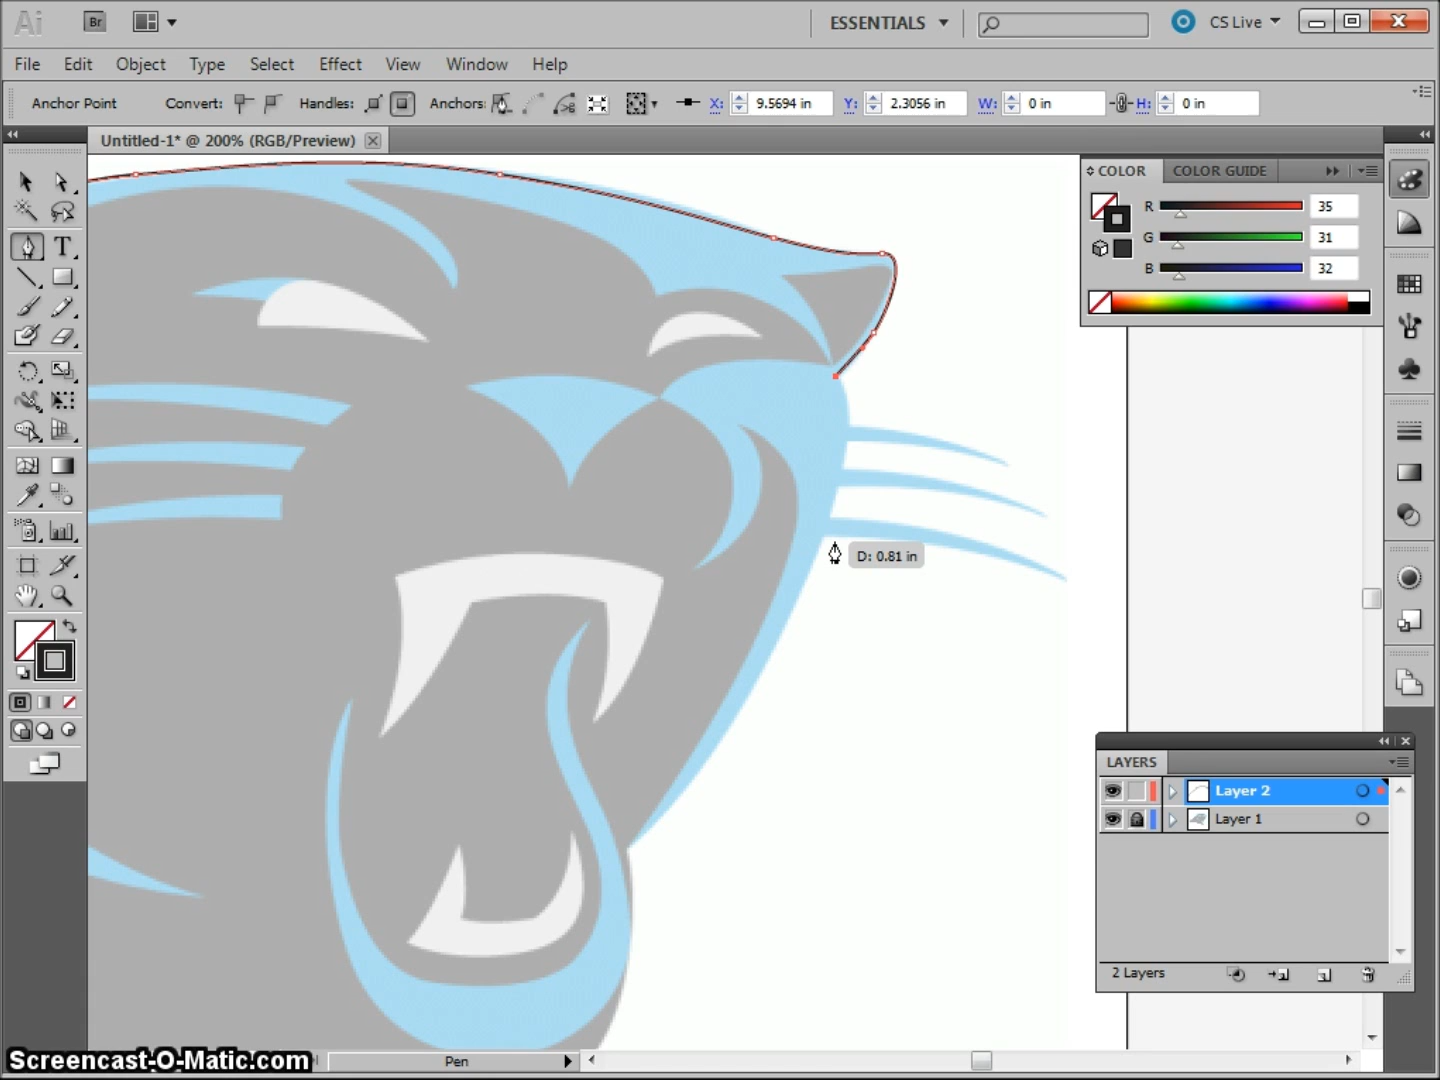 Ai Br ESSENTIALS CS Live
File Edit Object Type Select Effect View Window Help
Anchor Point Convert: Handles: Anchors: X: 9.5694 in Y: 2.3056 in W: 0 in H: 0 in
Untitled-1* @ 200% (RGB/Preview)
COLOR COLOR GUIDE
R 35
G 31
B 32
T
D: 0.81 in
LAYERS
Layer 2
Layer 1
2 Layers
Pen
Screencast-O-Matic.com